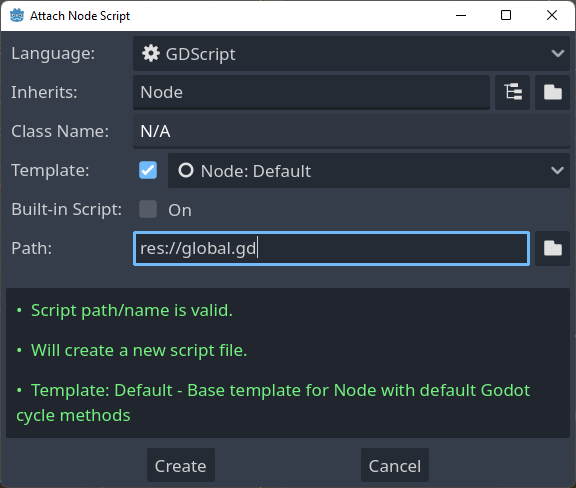 Attach Node Script
Language: GDScript
Inherits: Node
Class Name: N/A
Template: Node: Default
Built-in Script: On
Path: res://global.gd
• Script path/name is valid.
• Will create a new script file.
• Template: Default - Base template for Node with default Godot
cycle methods
Create Cancel